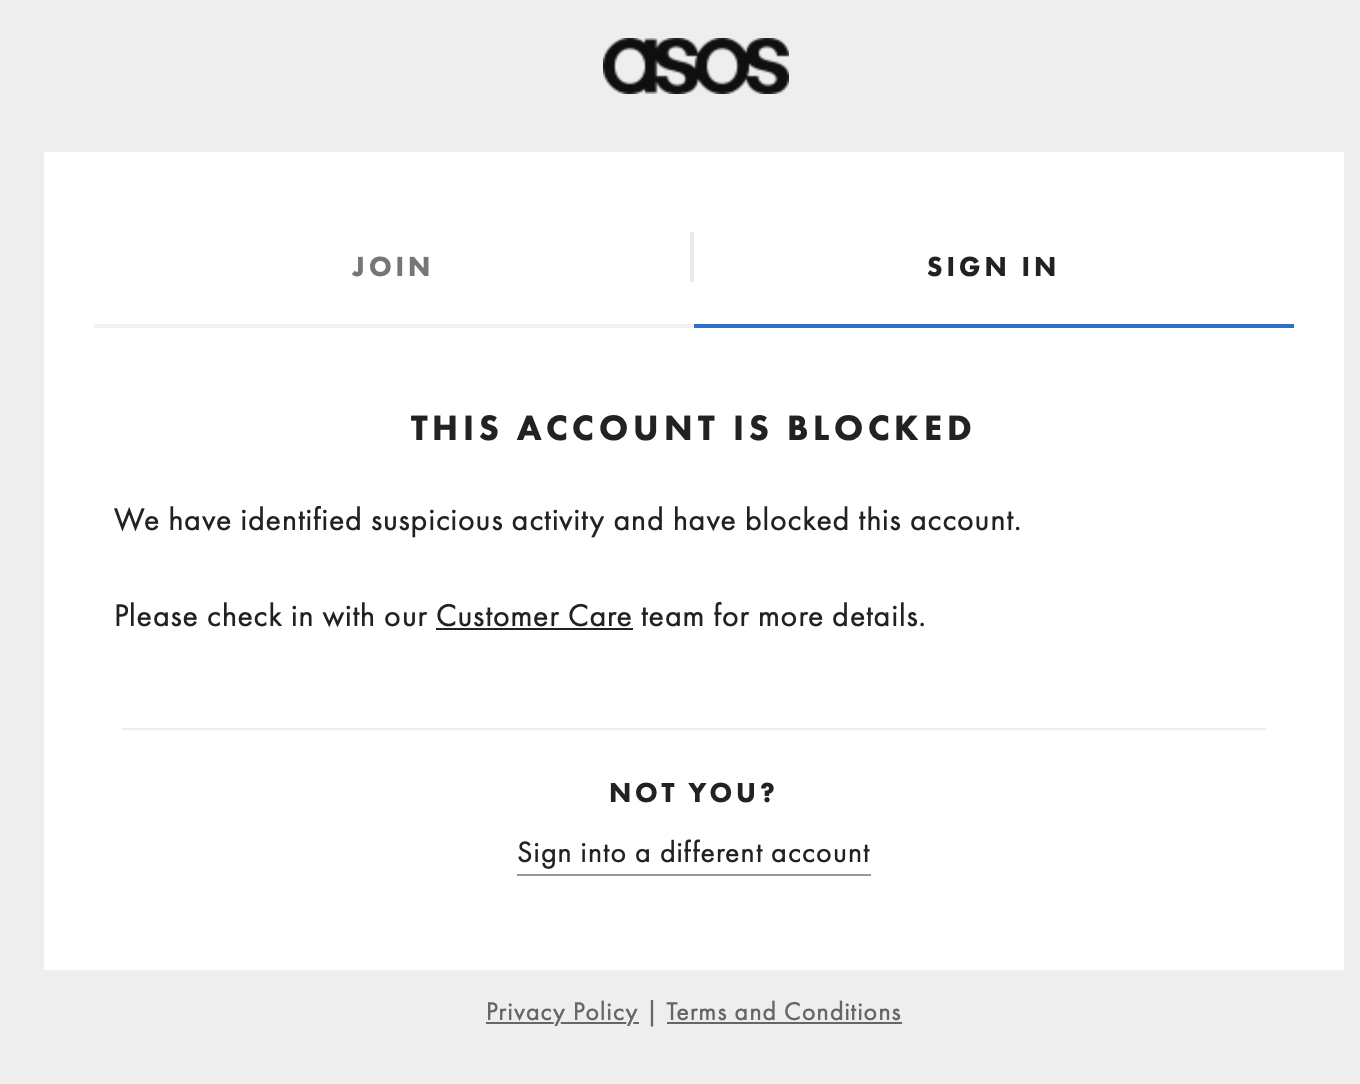 asos
JOIN
SIGN IN
THIS ACCOUNT IS BLOCKED
We have identified suspicious activity and have blocked this account.
Please check in with our Customer Care team for more details.
NOT YOU?
Sign into a different account
Privacy Policy | Terms and Conditions